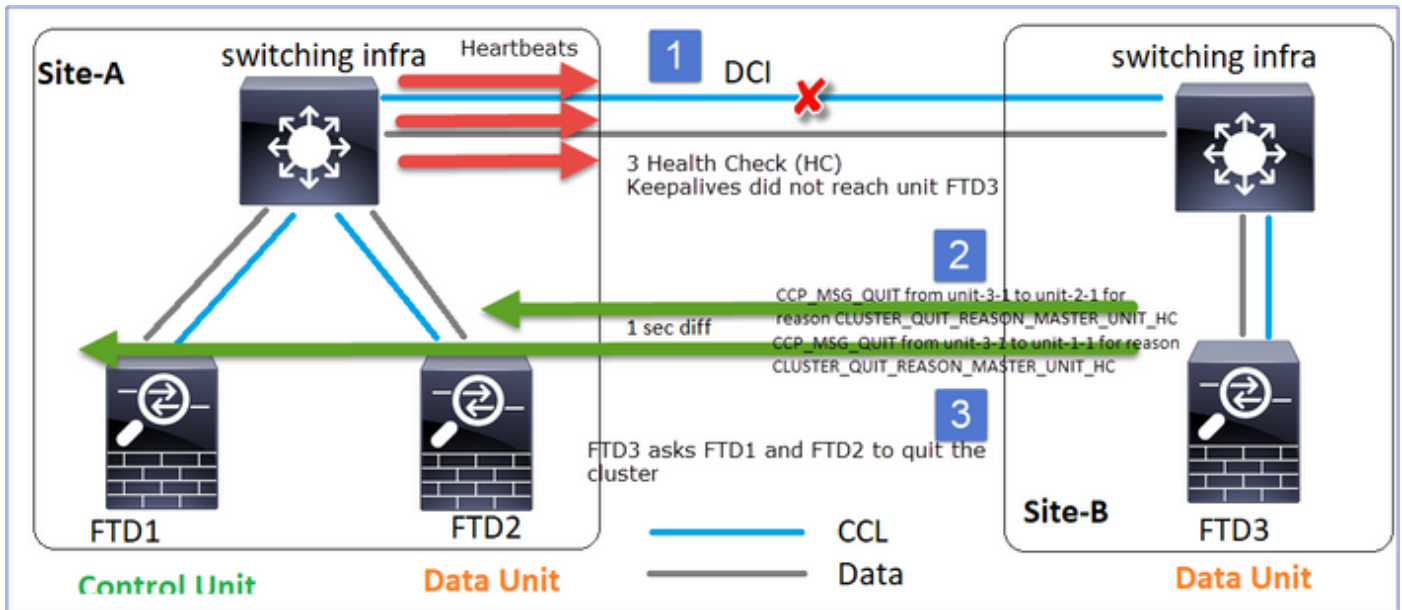 Site-A
switching infra
Heartbeats
1
DCI
Site-B
switching infra
3 Health Check (HC)
Keepalives did not reach unit FTD3
2
CCP_MSG_QUIT from unit-3-1 to unit-2-1 for
reason CLUSTER_QUIT_REASON_MASTER_UNIT_HC
1 sec diff
CCP_MSG_QUIT from unit-3-1 to unit-1-1 for reason
CLUSTER_QUIT_REASON_MASTER_UNIT_HC
3
FTD3 asks FTD1 and FTD2 to quit the
cluster
FTD1
FTD2
FTD3
Control Unit
Data Unit
Data Unit
CCL
Data